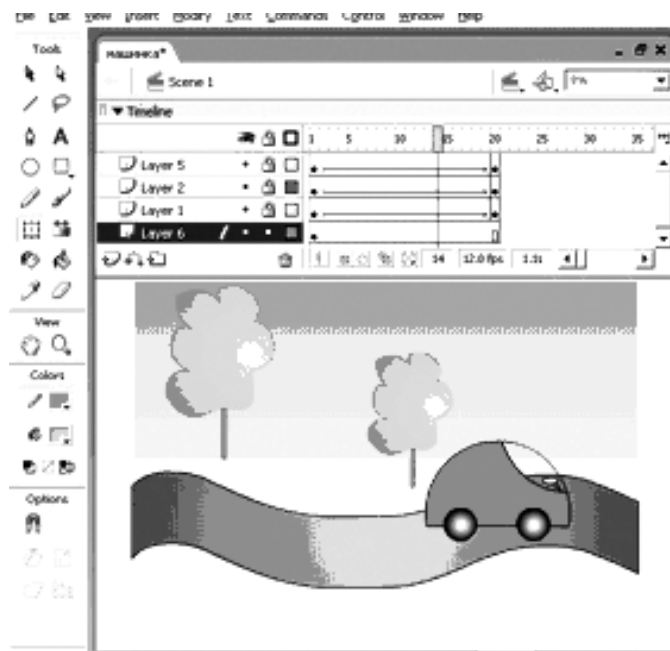 File Edit View Insert Modify Text Commands Control Window Help
Tools
машинка*
Scene 1
Timeline
1 5 10 15 20 25 30 35
Layer 5
Layer 2
Layer 1
Layer 6
14 12.0 fps 1.1s
View
Colors
Options